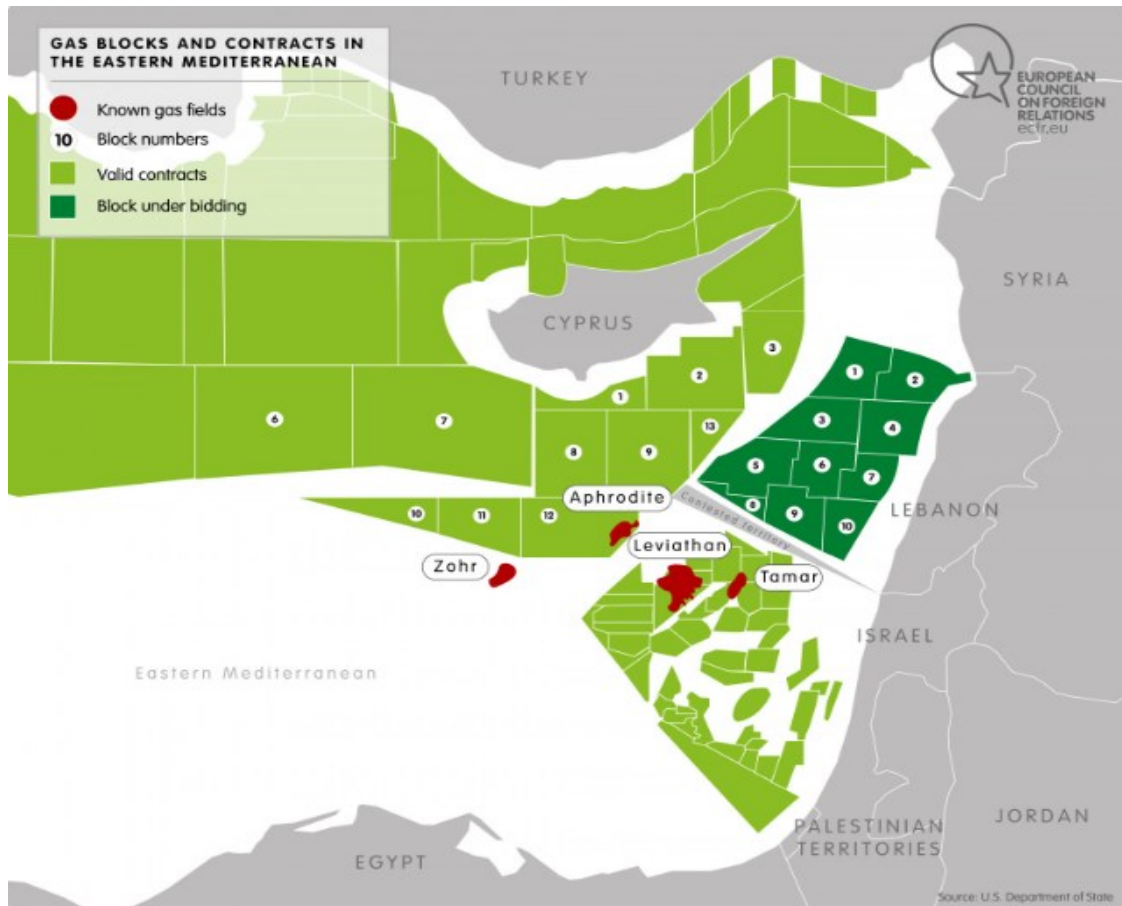 GAS BLOCKS AND CONTRACTS IN
THE EASTERN MEDITERRANEAN
Known gas fields
10 Block numbers
Valid contracts
Block under bidding
TURKEY
EUROPEAN
COUNCIL
ON FOREIGN
RELATIONS
ecfr.eu
SYRIA
CYPRUS
3
2
1
1
2
6
7
13
3
4
8
9
5
6
7
Aphrodite
8
9
10
LEBANON
10
11
12
Contested territory
Leviathan
Zohr
Tamar
ISRAEL
Eastern Mediterranean
JORDAN
PALESTINIAN
TERRITORIES
EGYPT
Source: U.S. Department of State